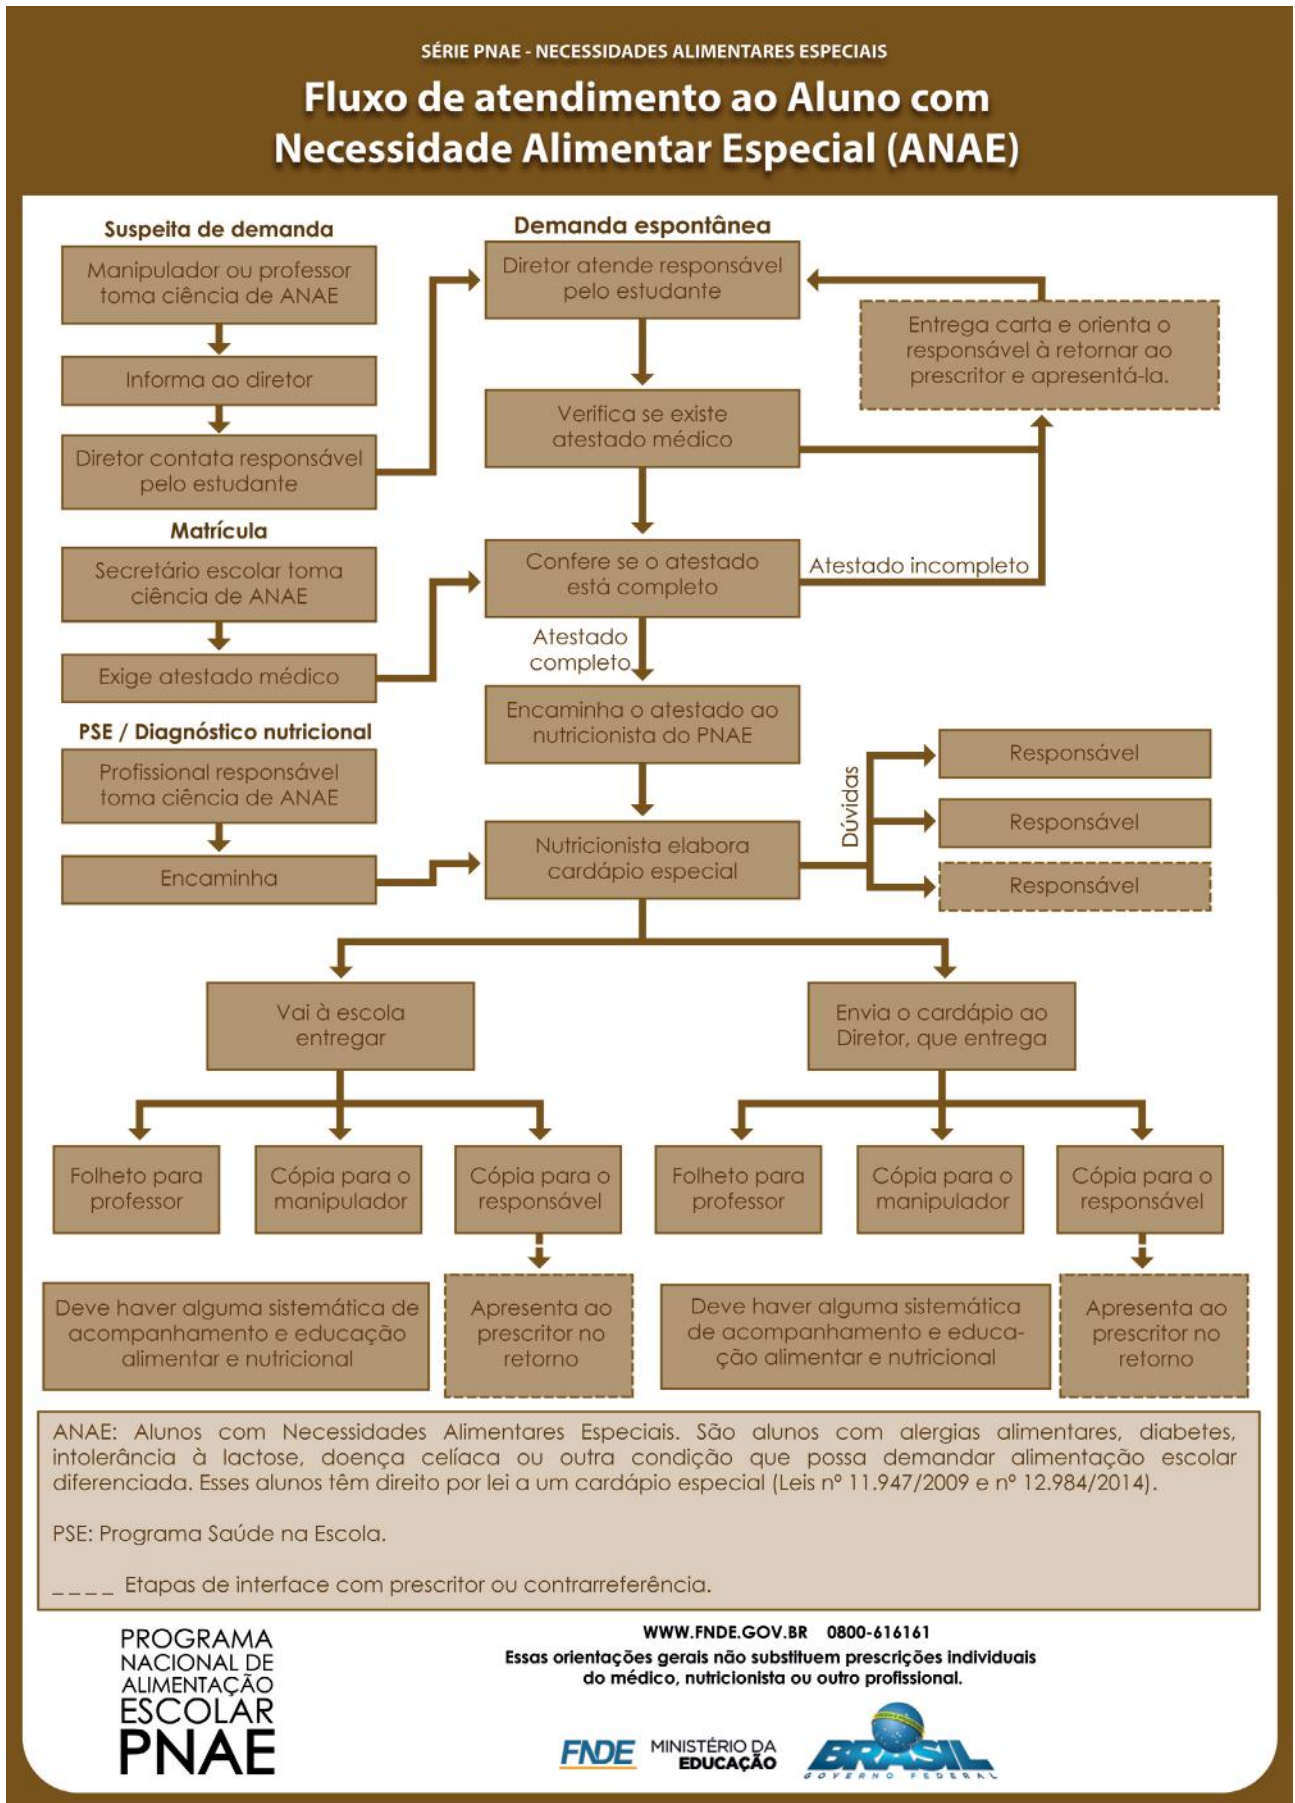 SÉRIE PNAE - NECESSIDADES ALIMENTARES ESPECIAIS
Fluxo de atendimento ao Aluno com
Necessidade Alimentar Especial (ANAE)
Suspeita de demanda
Manipulador ou professor
toma ciência de ANAE
Informa ao diretor
Diretor contata responsável
pelo estudante
Matrícula
Secretário escolar toma
ciência de ANAE
Exige atestado médico
PSE / Diagnóstico nutricional
Profissional responsável
toma ciência de ANAE
Encaminha
Demanda espontânea
Diretor atende responsável
pelo estudante
Verifica se existe
atestado médico
Confere se o atestado
está completo
Atestado
completo
Encaminha o atestado ao
nutricionista do PNAE
Nutricionista elabora
cardápio especial
Entrega carta e orienta o
responsável à retornar ao
prescritor e apresentá-la.
Atestado incompleto
Dúvidas
Responsável
Responsável
Responsável
Vai à escola
entregar
Envia o cardápio ao
Diretor, que entrega
Folheto para
professor
Cópia para o
manipulador
Cópia para o
responsável
Folheto para
professor
Cópia para o
manipulador
Cópia para o
responsável
Deve haver alguma sistemática de
acompanhamento e educação
alimentar e nutricional
Apresenta ao
prescritor no
retorno
Deve haver alguma sistemática
de acompanhamento e educa-
ção alimentar e nutricional
Apresenta ao
prescritor no
retorno
ANAE: Alunos com Necessidades Alimentares Especiais. São alunos com alergias alimentares, diabetes,
intolerância à lactose, doença celíaca ou outra condição que possa demandar alimentação escolar
diferenciada. Esses alunos têm direito por lei a um cardápio especial (Leis nº 11.947/2009 e nº 12.984/2014).
PSE: Programa Saúde na Escola.
_ _ _ _ Etapas de interface com prescritor ou contrarreferência.
PROGRAMA
NACIONAL DE
ALIMENTAÇÃO
ESCOLAR
PNAE
WWW.FNDE.GOV.BR 0800-616161
Essas orientações gerais não substituem prescrições individuais
do médico, nutricionista ou outro profissional.
FNDE
MINISTÉRIO DA
EDUCAÇÃO
BRASIL
GOVERNO FEDERAL